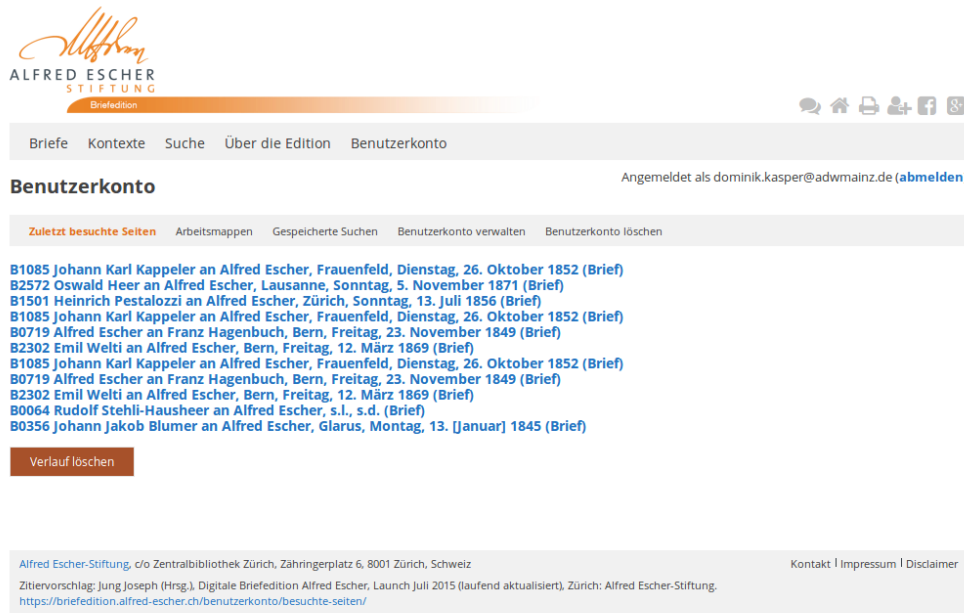 ALFRED ESCHER
STIFTUNG
Briefedition
Briefe Kontexte Suche Über die Edition Benutzerkonto
Angemeldet als dominik.kasper@adwmainz.de (abmelden
Benutzerkonto
Zuletzt besuchte Seiten Arbeitsmappen Gespeicherte Suchen Benutzerkonto verwalten Benutzerkonto löschen
B1085 Johann Karl Kappeler an Alfred Escher, Frauenfeld, Dienstag, 26. Oktober 1852 (Brief)
B2572 Oswald Heer an Alfred Escher, Lausanne, Sonntag, 5. November 1871 (Brief)
B1501 Heinrich Pestalozzi an Alfred Escher, Zürich, Sonntag, 13. Juli 1856 (Brief)
B1085 Johann Karl Kappeler an Alfred Escher, Frauenfeld, Dienstag, 26. Oktober 1852 (Brief)
B0719 Alfred Escher an Franz Hagenbuch, Bern, Freitag, 23. November 1849 (Brief)
B2302 Emil Welti an Alfred Escher, Bern, Freitag, 12. März 1869 (Brief)
B1085 Johann Karl Kappeler an Alfred Escher, Frauenfeld, Dienstag, 26. Oktober 1852 (Brief)
B0719 Alfred Escher an Franz Hagenbuch, Bern, Freitag, 23. November 1849 (Brief)
B2302 Emil Welti an Alfred Escher, Bern, Freitag, 12. März 1869 (Brief)
B0064 Rudolf Stehli-Hausheer an Alfred Escher, s.l., s.d. (Brief)
B0356 Johann Jakob Blumer an Alfred Escher, Glarus, Montag, 13. [Januar] 1845 (Brief)
Verlauf löschen
Alfred Escher-Stiftung, c/o Zentralbibliothek Zürich, Zähringerplatz 6, 8001 Zürich, Schweiz Kontakt | Impressum | Disclaimer
Zitiervorschlag: Jung Joseph (Hrsg.), Digitale Briefedition Alfred Escher, Launch Juli 2015 (laufend aktualisiert), Zürich: Alfred Escher-Stiftung.
https://briefedition.alfred-escher.ch/benutzerkonto/besuchte-seiten/